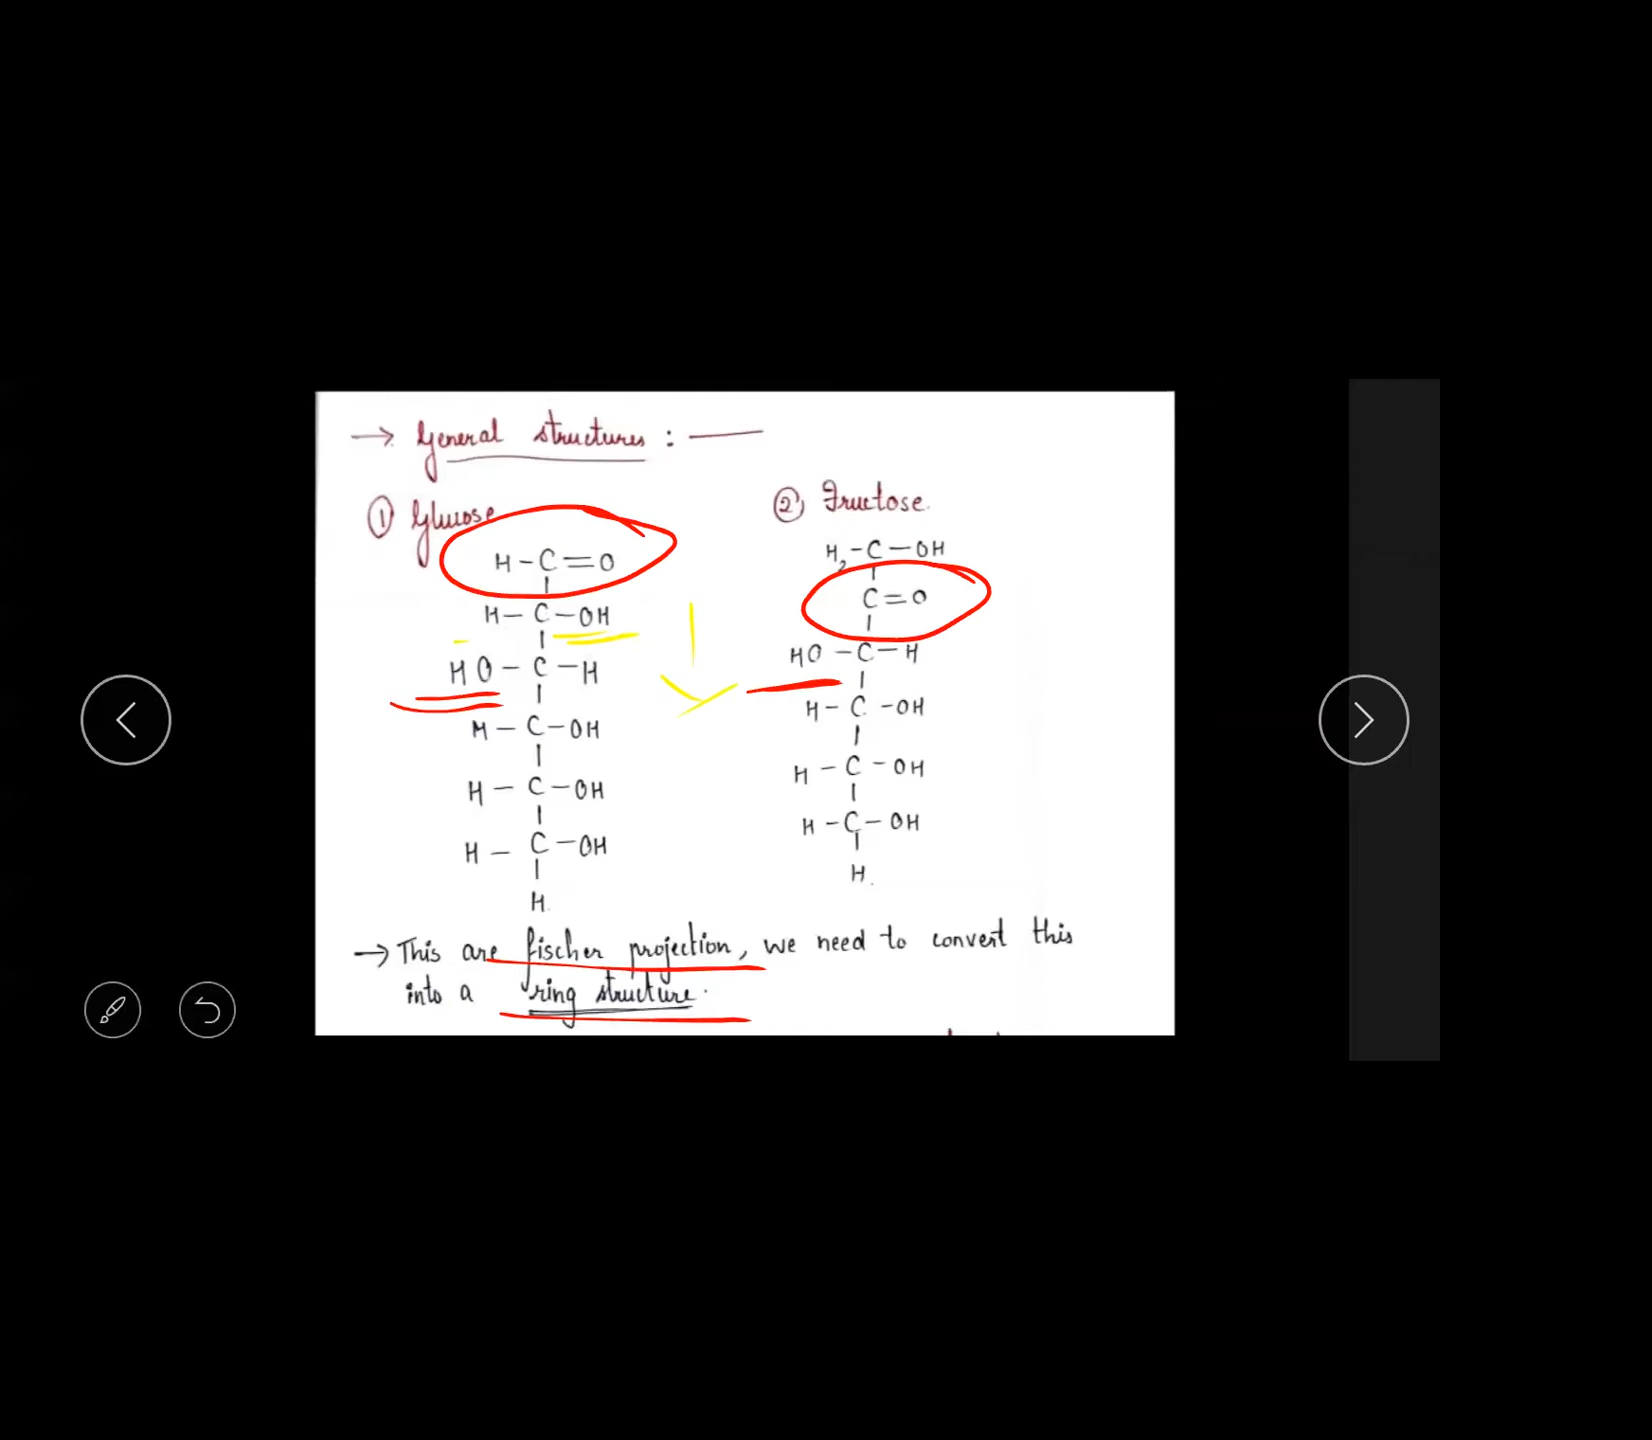 → General structures : —
① Glucose
② Fructose
H-C=O
H₂-C-OH
H-C-OH
C=O
HO-C-H
HO-C-H
H-C-OH
H-C-OH
H-C-OH
H-C-OH
H-C-OH
H-C-OH
H
H
→ This are fischer projection, we need to convert this
into a ring structure.